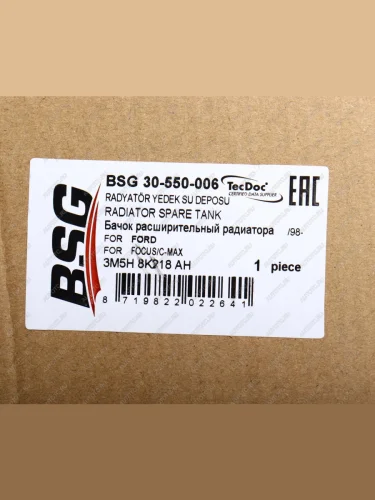 BSG
BSG 30-550-006
TecDoc
CERTIFIED DATA SUPPLIER
EAC
RADYATÖR YEDEK SU DEPOSU
RADIATOR SPARE TANK
Бачок расширительный радиатора /98-
FOR FORD
FOR FOCUS/C-MAX
3M5H 8K218 AH 1 piece
8 719822 022641